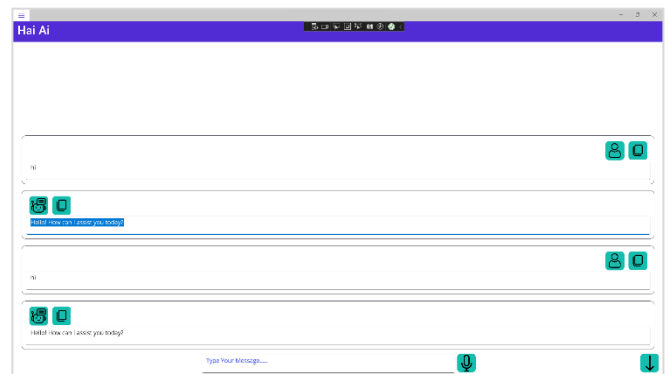 Hai Ai
hi
Hello! How can I assist you today?
hi
Hello! How can I assist you today?
Type Your Message.....